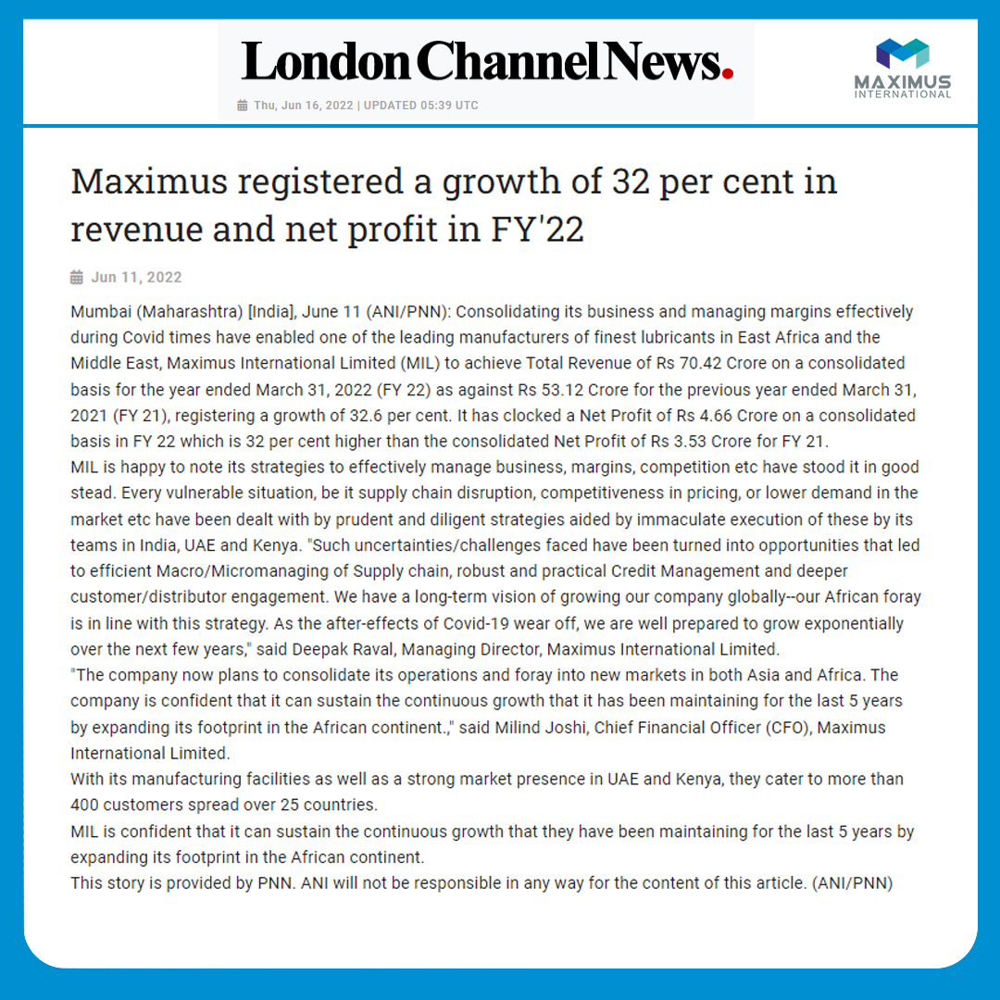 London Channel News.
Thu, Jun 16, 2022 | UPDATED 05:39 UTC
MAXIMUS
INTERNATIONAL
Maximus registered a growth of 32 per cent in
revenue and net profit in FY'22
Jun 11, 2022
Mumbai (Maharashtra) [India], June 11 (ANI/PNN): Consolidating its business and managing margins effectively
during Covid times have enabled one of the leading manufacturers of finest lubricants in East Africa and the
Middle East, Maximus International Limited (MIL) to achieve Total Revenue of Rs 70.42 Crore on a consolidated
basis for the year ended March 31, 2022 (FY 22) as against Rs 53.12 Crore for the previous year ended March 31,
2021 (FY 21), registering a growth of 32.6 per cent. It has clocked a Net Profit of Rs 4.66 Crore on a consolidated
basis in FY 22 which is 32 per cent higher than the consolidated Net Profit of Rs 3.53 Crore for FY 21.
MIL is happy to note its strategies to effectively manage business, margins, competition etc have stood it in good
stead. Every vulnerable situation, be it supply chain disruption, competitiveness in pricing, or lower demand in the
market etc have been dealt with by prudent and diligent strategies aided by immaculate execution of these by its
teams in India, UAE and Kenya. "Such uncertainties/challenges faced have been turned into opportunities that led
to efficient Macro/Micromanaging of Supply chain, robust and practical Credit Management and deeper
customer/distributor engagement. We have a long-term vision of growing our company globally--our African foray
is in line with this strategy. As the after-effects of Covid-19 wear off, we are well prepared to grow exponentially
over the next few years," said Deepak Raval, Managing Director, Maximus International Limited.
"The company now plans to consolidate its operations and foray into new markets in both Asia and Africa. The
company is confident that it can sustain the continuous growth that it has been maintaining for the last 5 years
by expanding its footprint in the African continent.," said Milind Joshi, Chief Financial Officer (CFO), Maximus
International Limited.
With its manufacturing facilities as well as a strong market presence in UAE and Kenya, they cater to more than
400 customers spread over 25 countries.
MIL is confident that it can sustain the continuous growth that they have been maintaining for the last 5 years by
expanding its footprint in the African continent.
This story is provided by PNN. ANI will not be responsible in any way for the content of this article. (ANI/PNN)